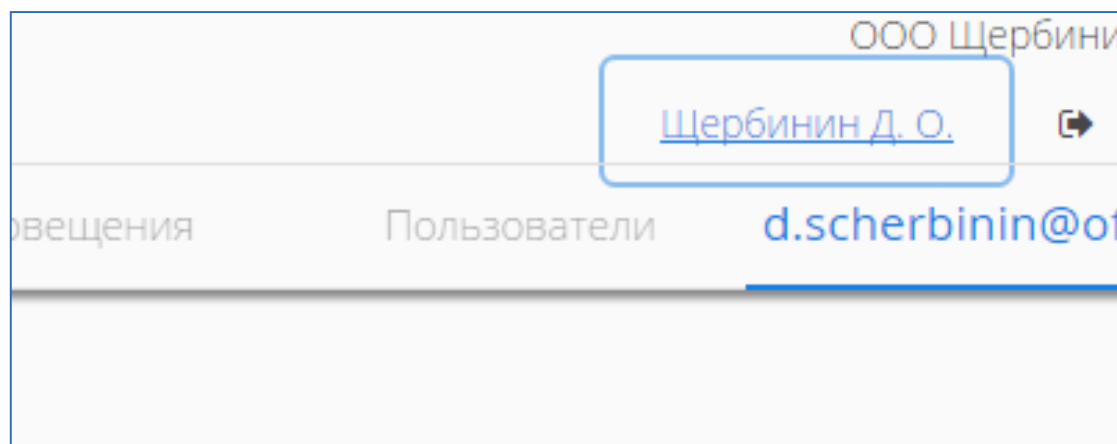 ООО Щербини
Щербинин Д. О.
овещения Пользователи d.scherbinin@of